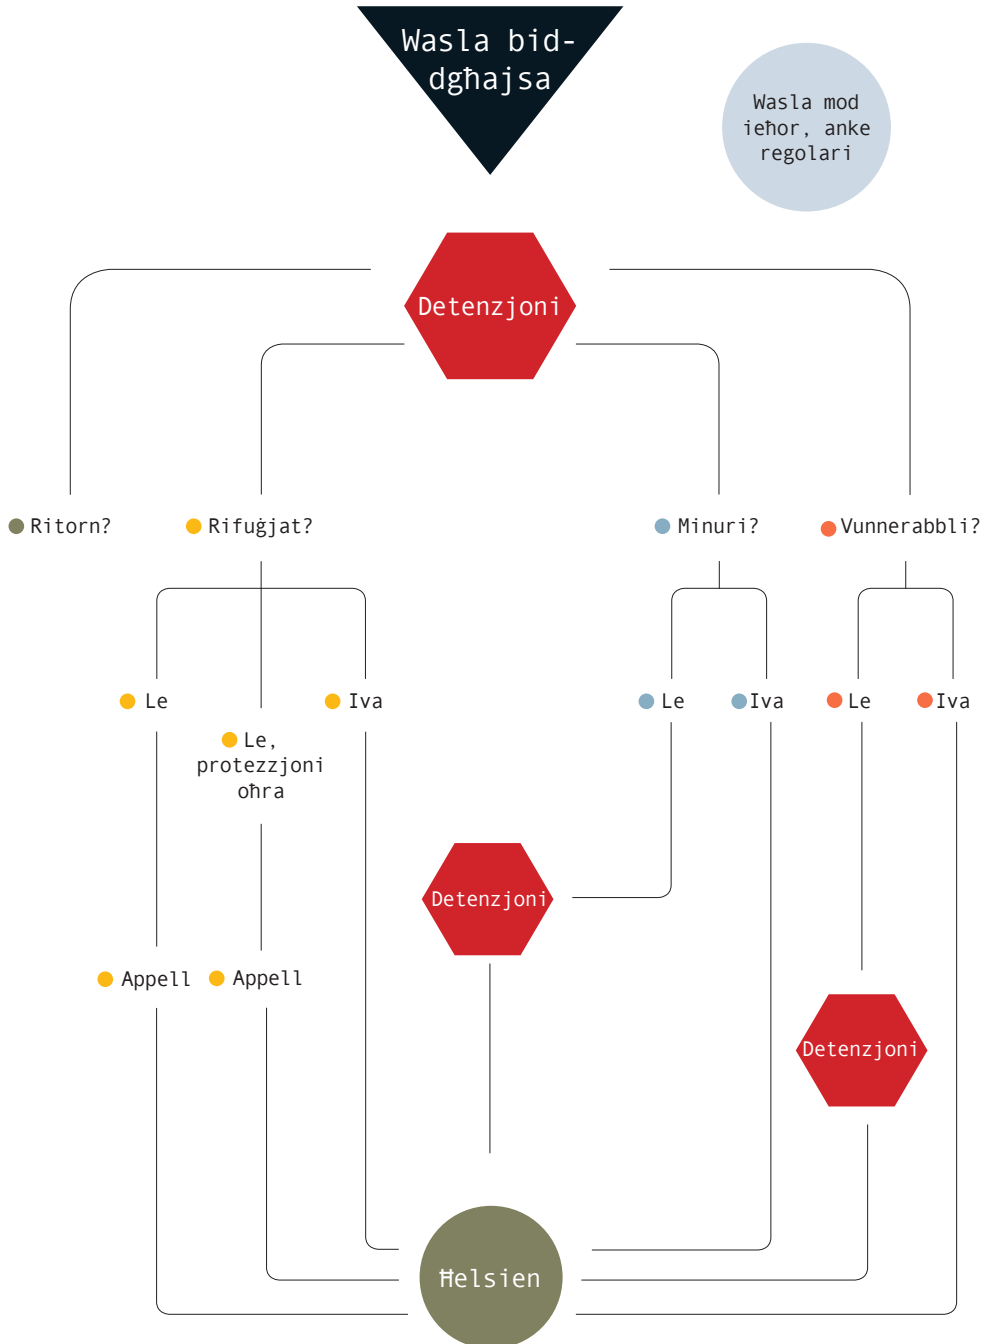 Wasla bid-
dgħajsa
Wasla mod
ieħor, anke
regolari
Detenzjoni
Ritorn?
Rifuġjat?
Minuri?
Vunnerabbli?
Le
Iva
Le
Iva
Le
Iva
Le,
protezzjoni
oħra
Detenzjoni
Appell
Appell
Detenzjoni
Ħelsien